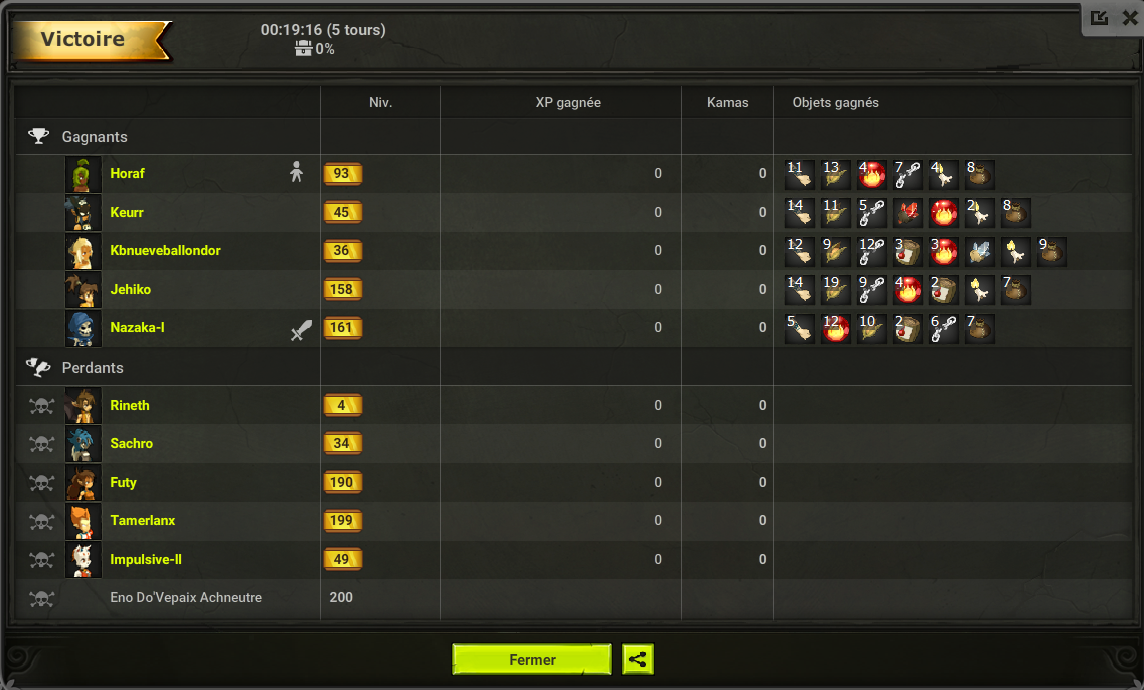 Victoire
00:19:16 (5 tours)
0%
Niv. XP gagnée Kamas Objets gagnés
Gagnants
Horaf 93 0 0 11 13 4 7 4 8
Keurr 45 0 0 14 11 5 2 8
Kbnueveballondor 36 0 0 12 9 12 3 3 9
Jehiko 158 0 0 14 19 9 4 2 7
Nazaka-I 161 0 0 5 12 10 2 6 7
Perdants
Rineth 4 0 0
Sachro 34 0 0
Futy 190 0 0
Tamerlanx 199 0 0
Impulsive-II 49 0 0
Eno Do'Vepaix Achneutre 200
Fermer